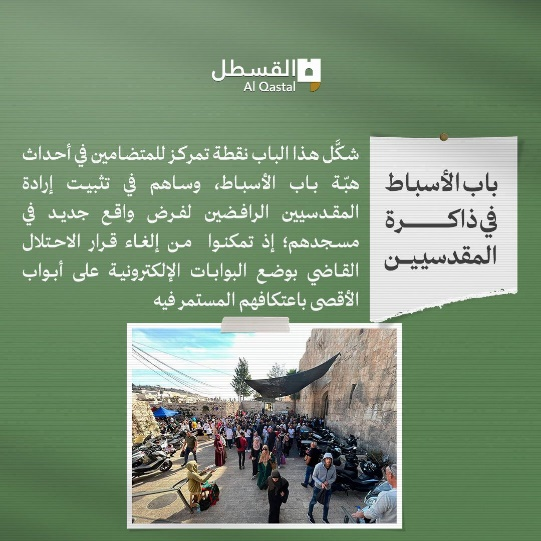 القسطل
Al Qastal
باب الأسباط
في ذاكـــرة
المقدسييـن
شكَّل هذا الباب نقطة تمركز للمتضامين في أحداث
هبّة باب الأسباط، وساهم في تثبيت إرادة
المقدسيين الرافضين لفرض واقع جديد في
مسجدهم؛ إذ تمكنوا من إلغاء قرار الاحتلال
القاضي بوضع البوابات الإلكترونية على أبواب
الأقصى باعتكافهم المستمر فيه